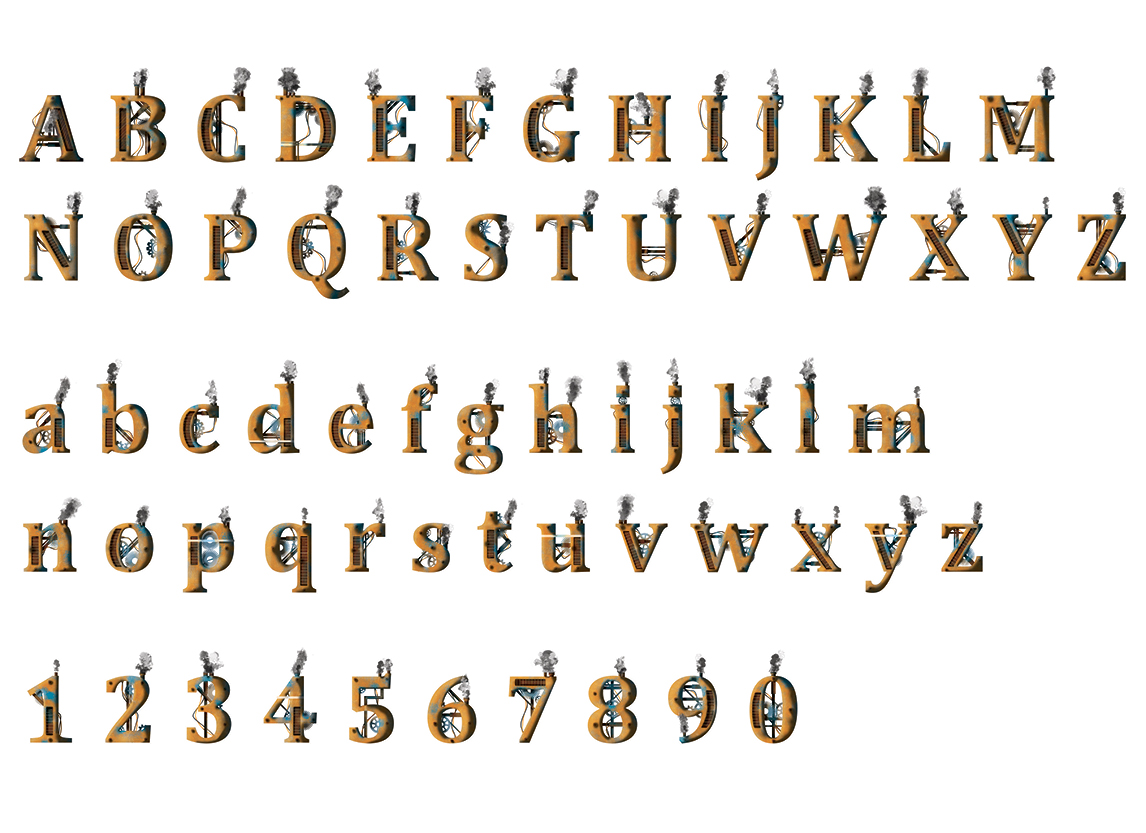 A B C D E F G H I J K L M
N O P Q R S T U V W X Y Z
a b c d e f g h i j k l m
n o p q r s t u v w x y z
1 2 3 4 5 6 7 8 9 0